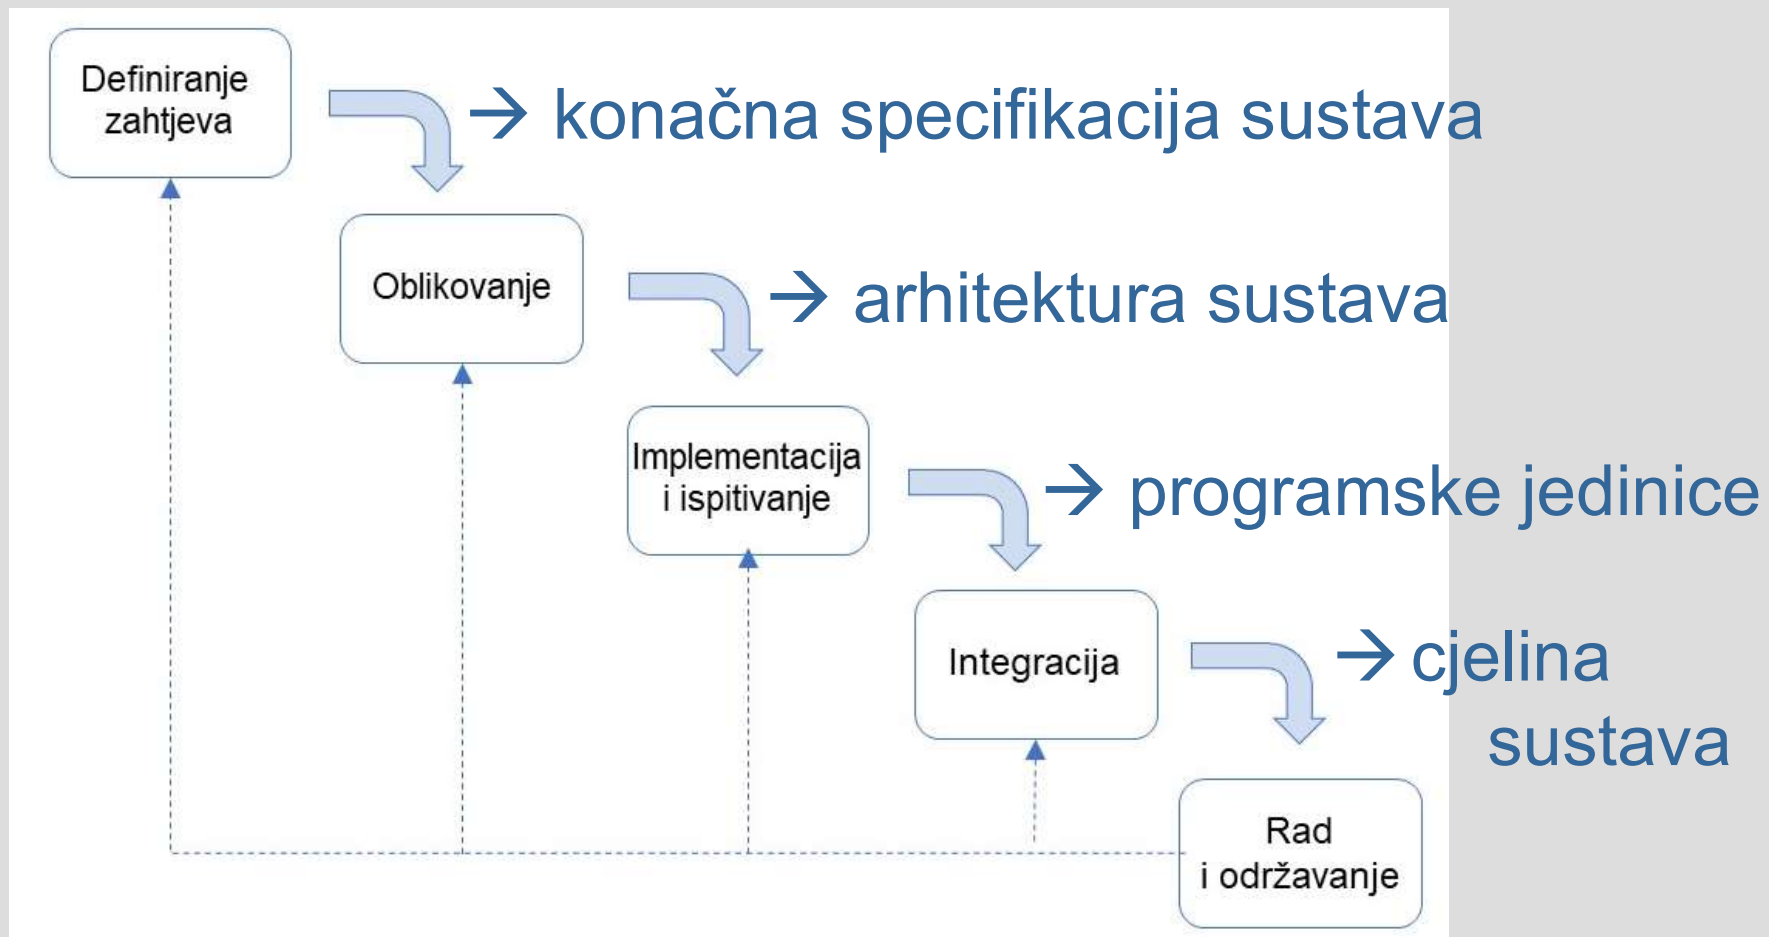 Definiranje
zahtjeva
→ konačna specifikacija sustava
Oblikovanje
→ arhitektura sustava
Implementacija
i ispitivanje
→ programske jedinice
Integracija
→ cjelina
sustava
Rad
i održavanje